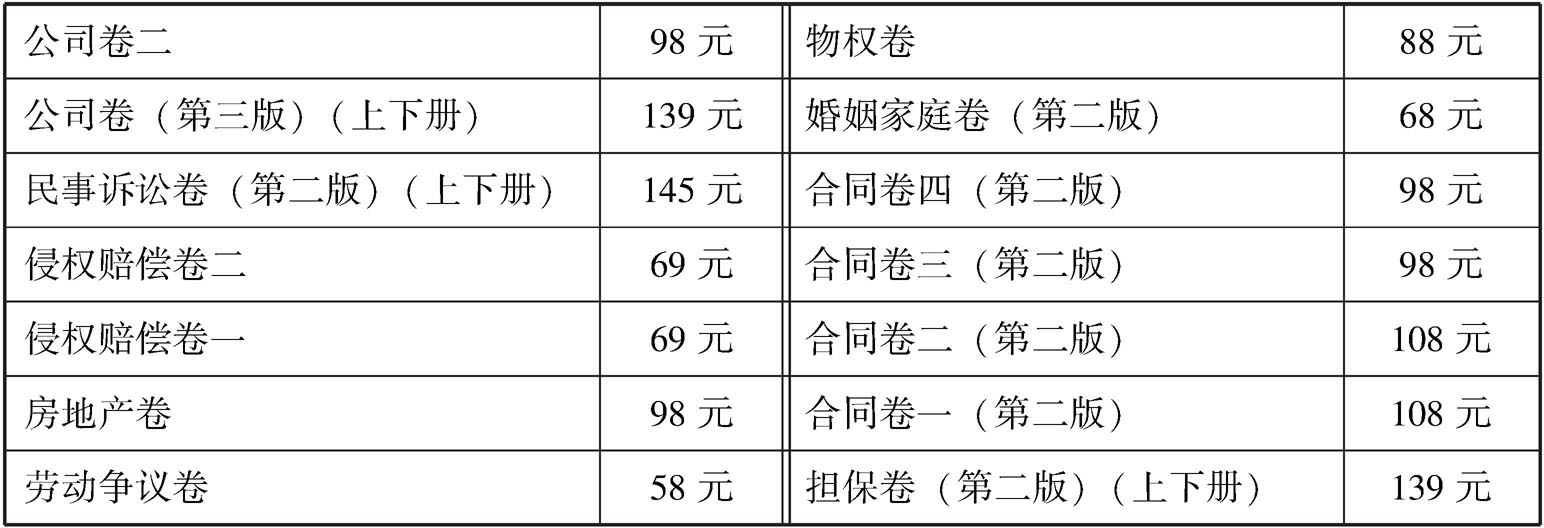 公司卷二 98 元 物权卷 88 元
公司卷（第三版）（上下册） 139 元 婚姻家庭卷（第二版） 68 元
民事诉讼卷（第二版）（上下册） 145 元 合同卷四（第二版） 98 元
侵权赔偿卷二 69 元 合同卷三（第二版） 98 元
侵权赔偿卷一 69 元 合同卷二（第二版） 108 元
房地产卷 98 元 合同卷一（第二版） 108 元
劳动争议卷 58 元 担保卷（第二版）（上下册） 139 元